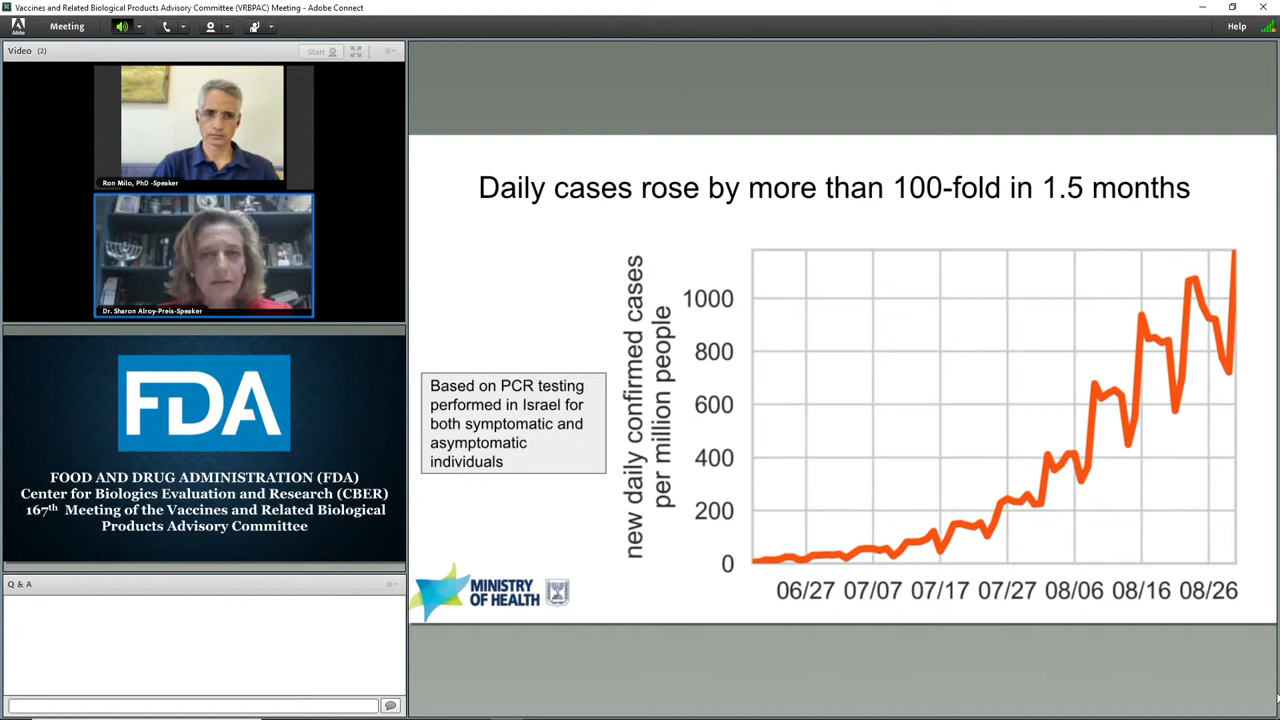 Vaccines and Related Biological Products Advisory Committee (VRBPAC) Meeting - Adobe Connect
Adobe
Meeting
Help
Video (2)
Start
Ron Milo, PhD -Speaker
Dr. Sharon Alroy-Preis-Speaker
FDA
FOOD AND DRUG ADMINISTRATION (FDA)
Center for Biologics Evaluation and Research (CBER)
167th Meeting of the Vaccines and Related Biological
Products Advisory Committee
Q & A
Daily cases rose by more than 100-fold in 1.5 months
Based on PCR testing
performed in Israel for
both symptomatic and
asymptomatic
individuals
new daily confirmed cases
per million people
1000
800
600
400
200
0
06/27 07/07 07/17 07/27 08/06 08/16 08/26
MINISTRY
OF HEALTH